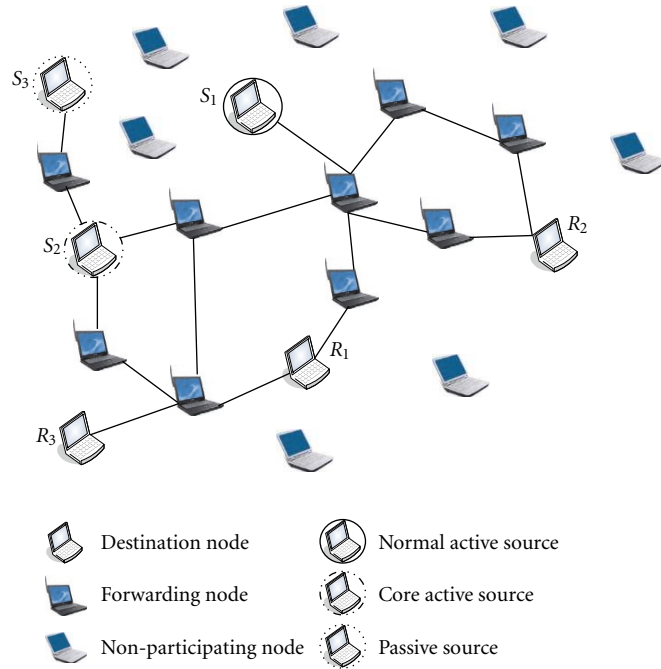 S3
S1
S2
R2
R1
R3
Destination node
Normal active source
Forwarding node
Core active source
Non-participating node
Passive source